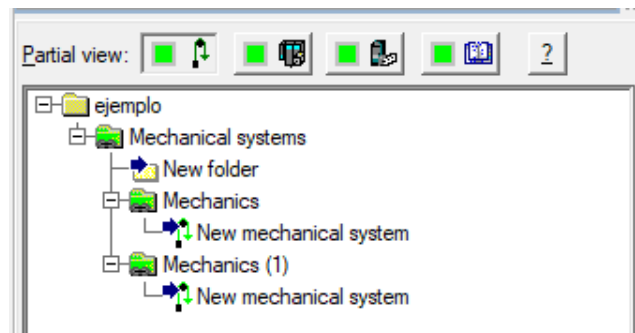 Partial view: ?
ejemplo
Mechanical systems
New folder
Mechanics
New mechanical system
Mechanics (1)
New mechanical system